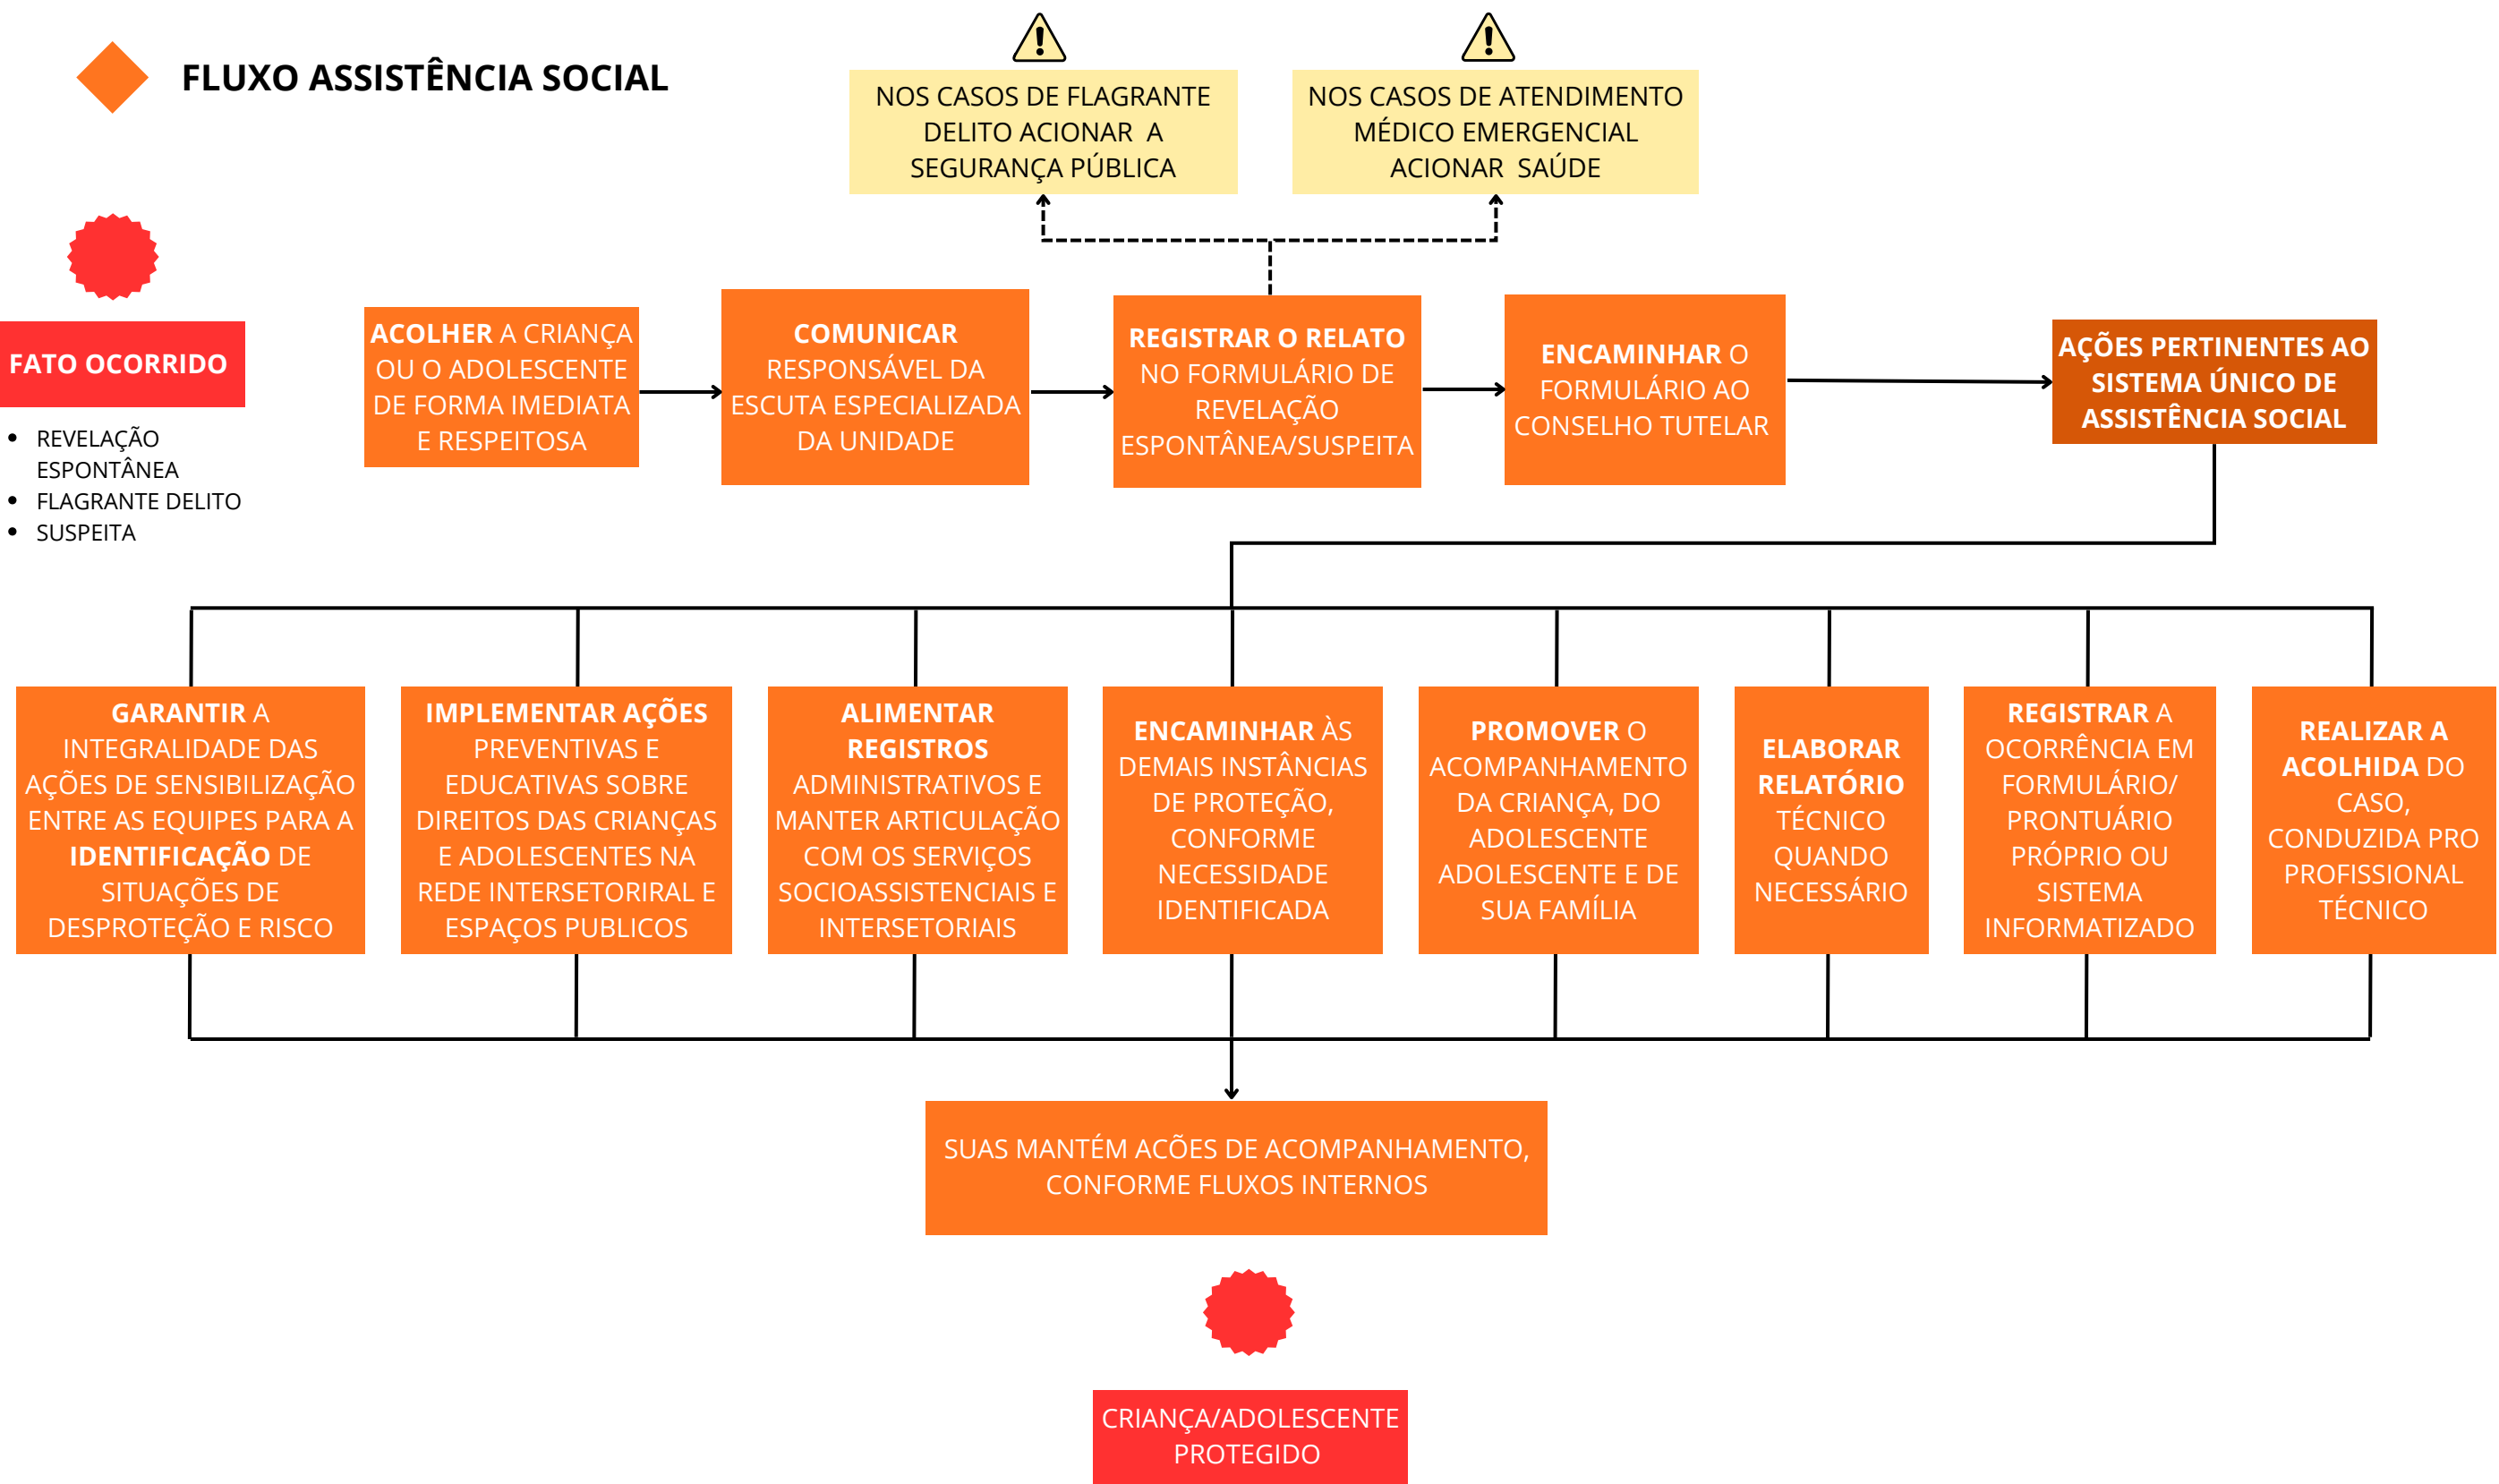 FLUXO ASSISTÊNCIA SOCIAL
NOS CASOS DE FLAGRANTE
DELITO ACIONAR A
SEGURANÇA PÚBLICA
NOS CASOS DE ATENDIMENTO
MÉDICO EMERGENCIAL
ACIONAR SAÚDE
FATO OCORRIDO
• REVELAÇÃO
ESPONTÂNEA
• FLAGRANTE DELITO
• SUSPEITA
ACOLHER A CRIANÇA
OU O ADOLESCENTE
DE FORMA IMEDIATA
E RESPEITOSA
COMUNICAR
RESPONSÁVEL DA
ESCUTA ESPECIALIZADA
DA UNIDADE
REGISTRAR O RELATO
NO FORMULÁRIO DE
REVELAÇÃO
ESPONTÂNEA/SUSPEITA
ENCAMINHAR O
FORMULÁRIO AO
CONSELHO TUTELAR
AÇÕES PERTINENTES AO
SISTEMA ÚNICO DE
ASSISTÊNCIA SOCIAL
GARANTIR A
INTEGRALIDADE DAS
AÇÕES DE SENSIBILIZAÇÃO
ENTRE AS EQUIPES PARA A
IDENTIFICAÇÃO DE
SITUAÇÕES DE
DESPROTEÇÃO E RISCO
IMPLEMENTAR AÇÕES
PREVENTIVAS E
EDUCATIVAS SOBRE
DIREITOS DAS CRIANÇAS
E ADOLESCENTES NA
REDE INTERSETORIRAL E
ESPAÇOS PUBLICOS
ALIMENTAR
REGISTROS
ADMINISTRATIVOS E
MANTER ARTICULAÇÃO
COM OS SERVIÇOS
SOCIOASSISTENCIAIS E
INTERSETORIAIS
ENCAMINHAR ÀS
DEMAIS INSTÂNCIAS
DE PROTEÇÃO,
CONFORME
NECESSIDADE
IDENTIFICADA
PROMOVER O
ACOMPANHAMENTO
DA CRIANÇA, DO
ADOLESCENTE
ADOLESCENTE E DE
SUA FAMÍLIA
ELABORAR
RELATÓRIO
TÉCNICO
QUANDO
NECESSÁRIO
REGISTRAR A
OCORRÊNCIA EM
FORMULÁRIO/
PRONTUÁRIO
PRÓPRIO OU
SISTEMA
INFORMATIZADO
REALIZAR A
ACOLHIDA DO
CASO,
CONDUZIDA PRO
PROFISSIONAL
TÉCNICO
SUAS MANTÉM ACÕES DE ACOMPANHAMENTO,
CONFORME FLUXOS INTERNOS
CRIANÇA/ADOLESCENTE
PROTEGIDO